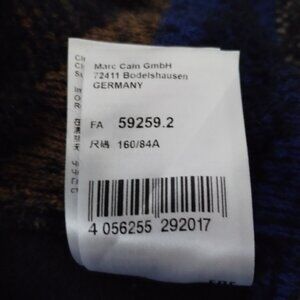 Marc Cain GmbH
72411 Bodelshausen
GERMANY
FA 59259.2
尺码 160/84A
4 056255 292017